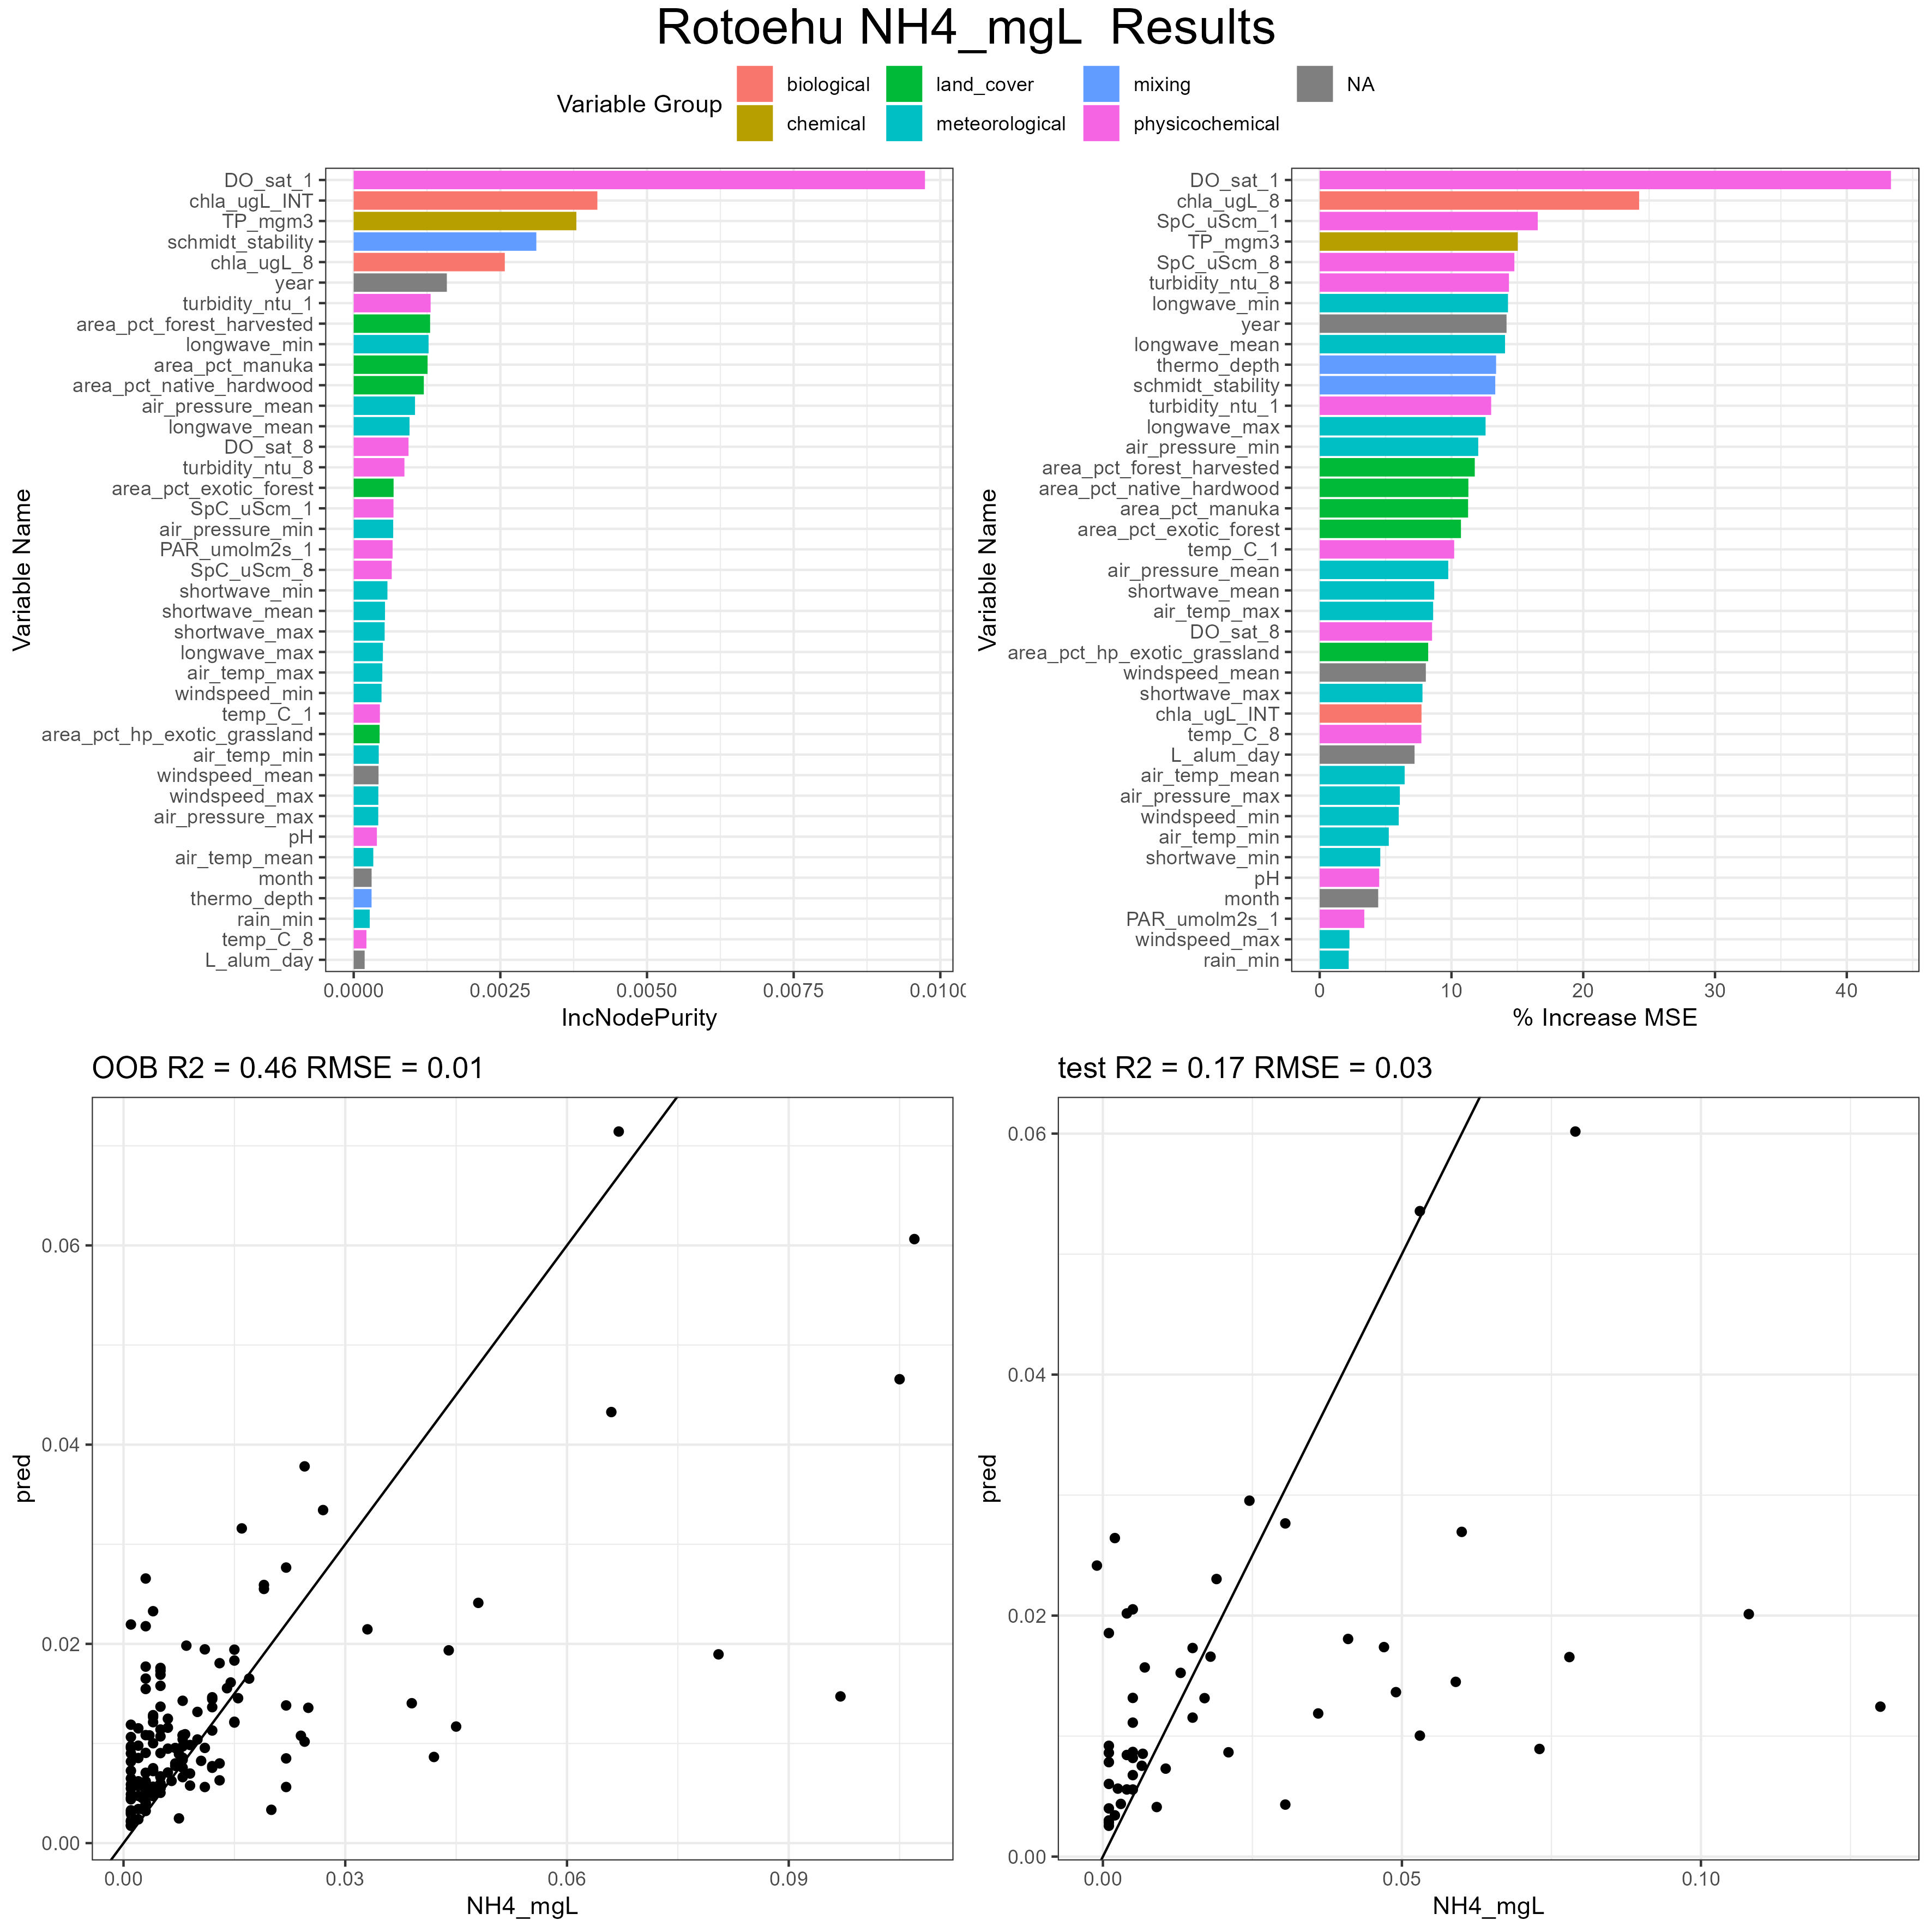 Rotoehu NH4_mgL  Results
Variable Group
biological
land_cover
mixing
NA
chemical
meteorological
physicochemical
Variable Name
DO_sat_1
chla_ugL_INT
TP_mgm3
schmidt_stability
chla_ugL_8
year
turbidity_ntu_1
area_pct_forest_harvested
longwave_min
area_pct_manuka
area_pct_native_hardwood
air_pressure_mean
longwave_mean
DO_sat_8
turbidity_ntu_8
area_pct_exotic_forest
SpC_uScm_1
air_pressure_min
PAR_umolm2s_1
SpC_uScm_8
shortwave_min
shortwave_mean
shortwave_max
longwave_max
air_temp_max
windspeed_min
temp_C_1
area_pct_hp_exotic_grassland
air_temp_min
windspeed_mean
windspeed_max
air_pressure_max
pH
air_temp_mean
month
thermo_depth
rain_min
temp_C_8
L_alum_day
0.0000 0.0025 0.0050 0.0075 0.0100
IncNodePurity
Variable Name
DO_sat_1
chla_ugL_8
SpC_uScm_1
TP_mgm3
SpC_uScm_8
turbidity_ntu_8
longwave_min
year
longwave_mean
thermo_depth
schmidt_stability
turbidity_ntu_1
longwave_max
air_pressure_min
area_pct_forest_harvested
area_pct_native_hardwood
area_pct_manuka
area_pct_exotic_forest
temp_C_1
air_pressure_mean
shortwave_mean
air_temp_max
DO_sat_8
area_pct_hp_exotic_grassland
windspeed_mean
shortwave_max
chla_ugL_INT
temp_C_8
L_alum_day
air_temp_mean
air_pressure_max
windspeed_min
air_temp_min
shortwave_min
pH
month
PAR_umolm2s_1
windspeed_max
rain_min
0 10 20 30 40
% Increase MSE
OOB R2 = 0.46 RMSE = 0.01
pred
0.06
0.04
0.02
0.00
0.00 0.03 0.06 0.09
NH4_mgL
test R2 = 0.17 RMSE = 0.03
pred
0.06
0.04
0.02
0.00
0.00 0.05 0.10
NH4_mgL